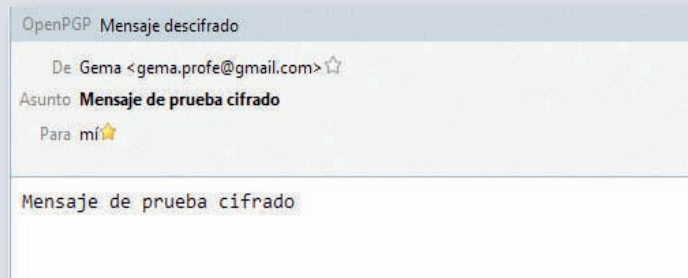 OpenPGP Mensaje descifrado
De Gema <gema.profe@gmail.com>
Asunto Mensaje de prueba cifrado
Para mí
Mensaje de prueba cifrado